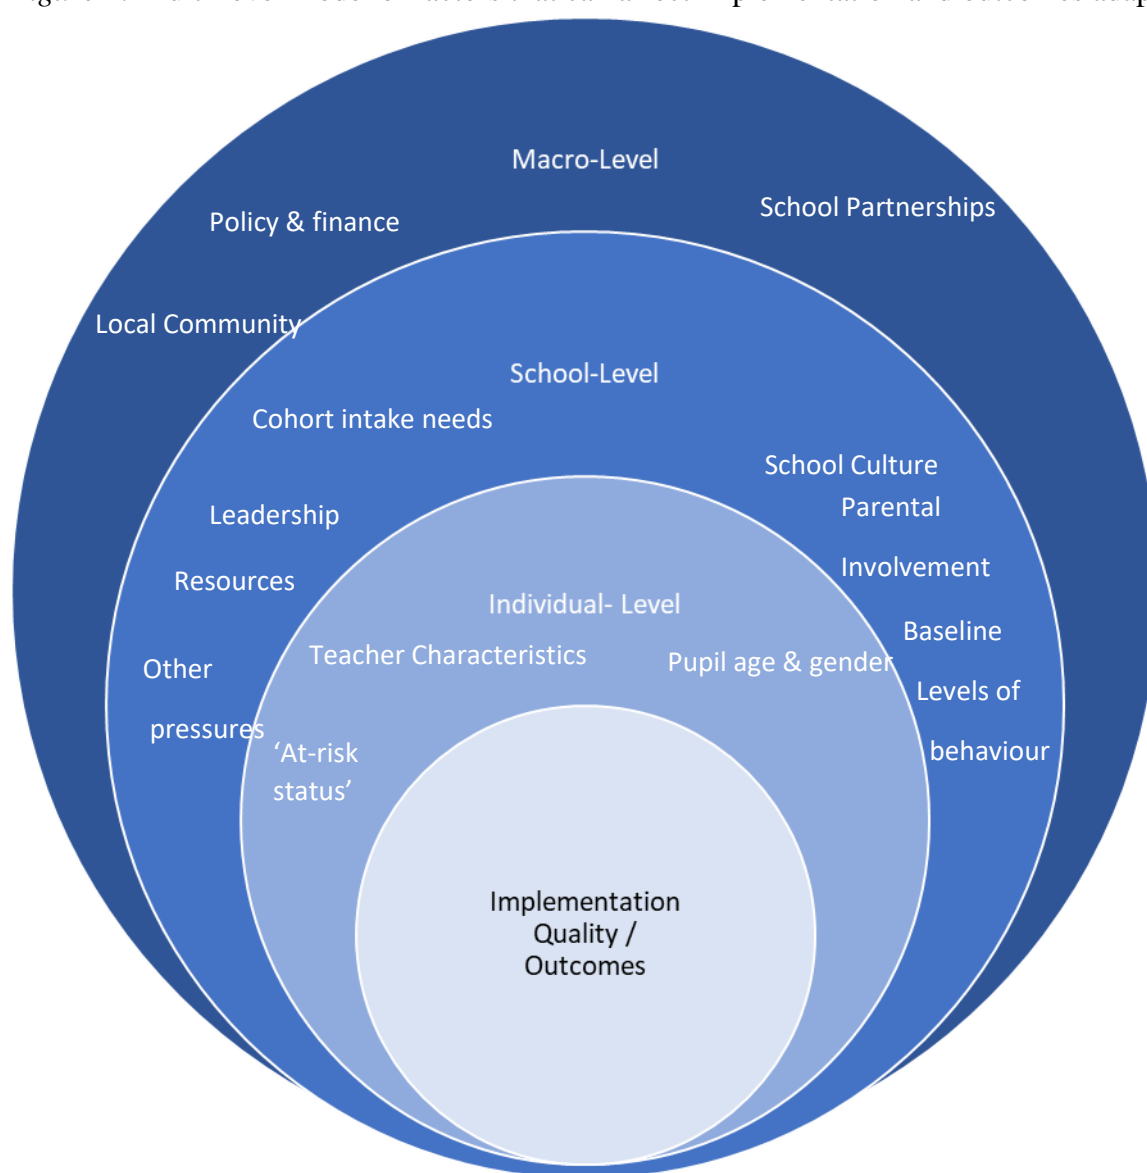 Macro-Level
School Partnerships
Policy & finance
Local Community
School-Level
Cohort intake needs
School Culture
Parental
Involvement
Leadership
Resources
Individual- Level
Baseline
Levels of
behaviour
Teacher Characteristics
Pupil age & gender
Other
pressures
‘At-risk
status’
Implementation
Quality /
Outcomes